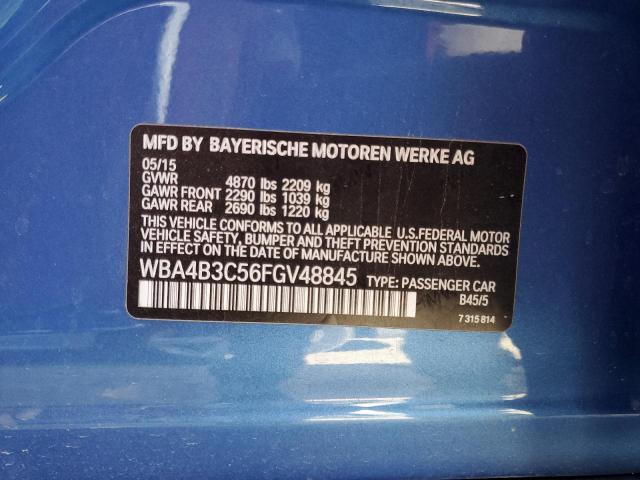 MFD BY BAYERISCHE MOTOREN WERKE AG
05/15
GVWR 4870 lbs 2209 kg
GAWR FRONT 2290 lbs 1039 kg
GAWR REAR 2690 lbs 1220 kg
THIS VEHICLE CONFORMS TO ALL APPLICABLE U.S.FEDERAL MOTOR
VEHICLE SAFETY, BUMPER AND THEFT PREVENTION STANDARDS
IN EFFECT ON THE DATE OF MANUFACTURE SHOWN ABOVE.
WBA4B3C56FGV48845 TYPE: PASSENGER CAR
B45/5
7 315 814